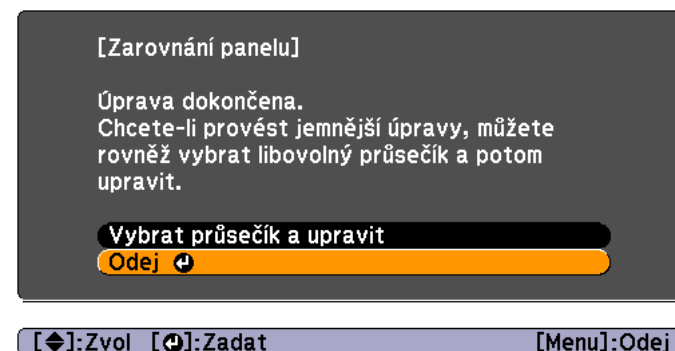 [Zarovnání panelu]
Úprava dokončena.
Chcete-li provést jemnější úpravy, můžete
rovněž vybrat libovolný průsečík a potom
upravit.
Vybrat průsečík a upravit
Odej
[◆]:Zvol [↵]:Zadat [Menu]:Odej